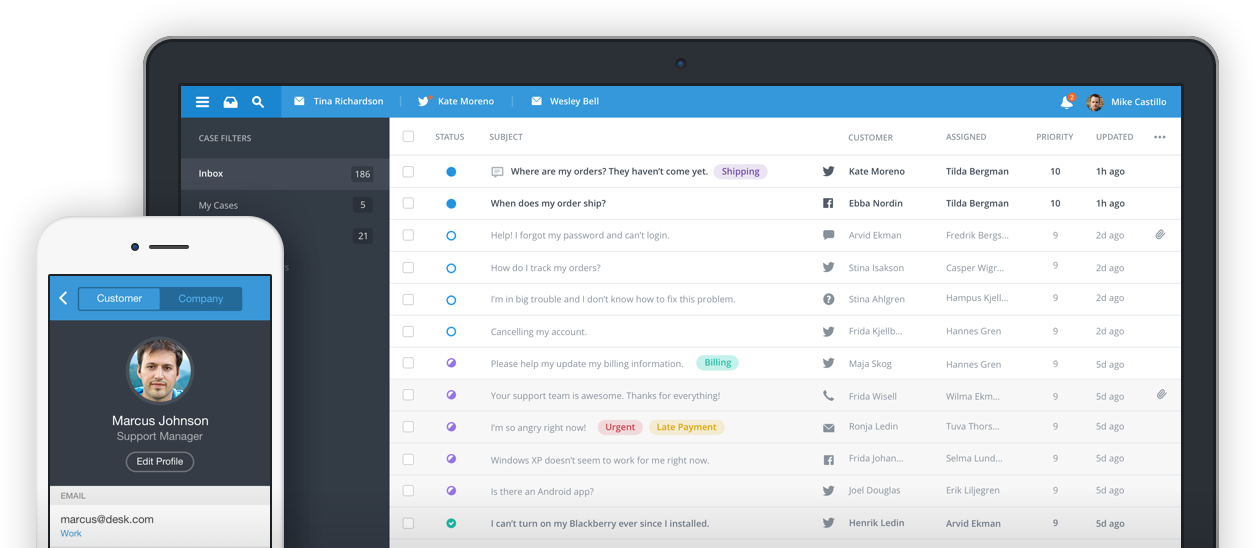 Tina Richardson | Kate Moreno | Wesley Bell 2 Mike Castillo
CASE FILTERS
Inbox 186
My Cases 5
21
s
STATUS SUBJECT CUSTOMER ASSIGNED PRIORITY UPDATED •••
Where are my orders? They haven't come yet. Shipping Kate Moreno Tilda Bergman 10 1h ago
When does my order ship? Ebba Nordin Tilda Bergman 10 1h ago
Help! I forgot my password and can't login. Arvid Ekman Fredrik Bergs... 9 2d ago
How do I track my orders? Stina Isakson Casper Wigr... 9 2d ago
I'm in big trouble and I don't know how to fix this problem. Stina Ahlgren Hampus Kjell... 9 2d ago
Cancelling my account. Frida Kjellb... Hannes Gren 9 2d ago
Please help my update my billing information. Billing Maja Skog Hannes Gren 9 5d ago
Your support team is awesome. Thanks for everything! Frida Wisell Wilma Ekm... 9 5d ago
I'm so angry right now! Urgent Late Payment Ronja Ledin Tuva Thors... 9 5d ago
Windows XP doesn't seem to work for me right now. Frida Johan... Selma Lund... 9 5d ago
Is there an Android app? Joel Douglas Erik Liljegren 9 5d ago
I can't turn on my Blackberry ever since I installed. Henrik Ledin Arvid Ekman 9 5d ago
Customer Company
Marcus Johnson
Support Manager
Edit Profile
EMAIL
marcus@desk.com
Work